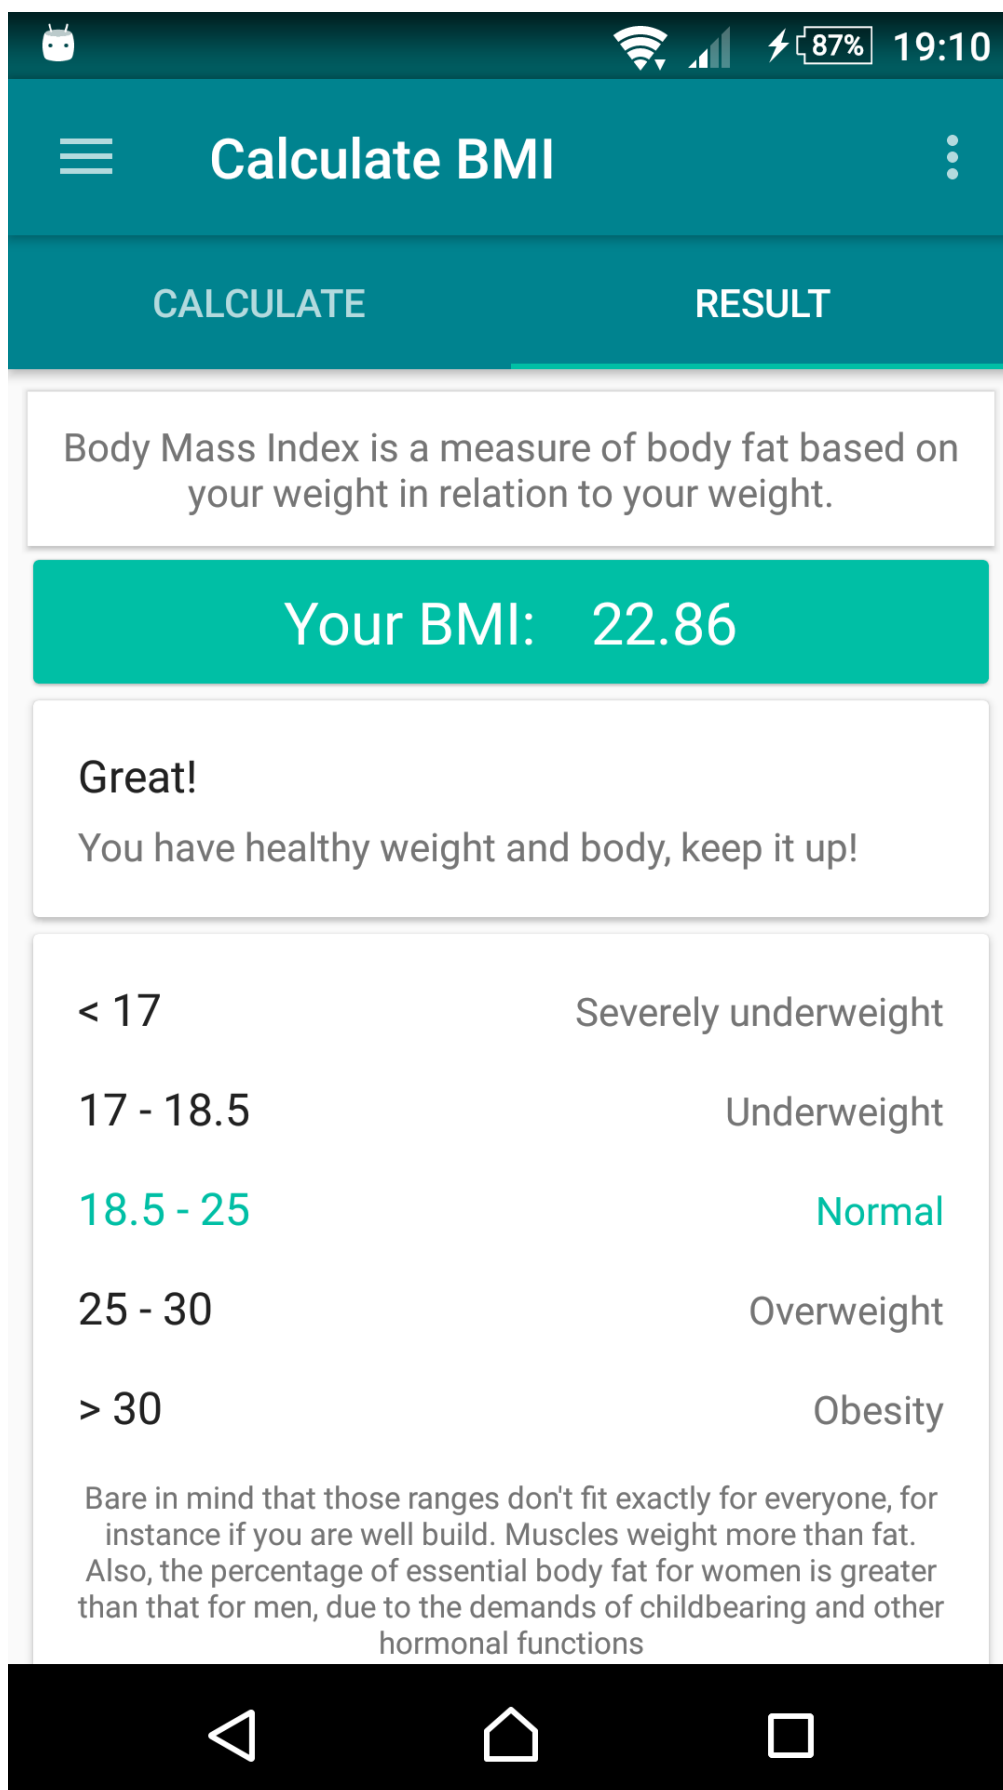 87% 19:10
Calculate BMI
CALCULATE RESULT
Body Mass Index is a measure of body fat based on
your weight in relation to your weight.
Your BMI: 22.86
Great!
You have healthy weight and body, keep it up!
< 17 Severely underweight
17 - 18.5 Underweight
18.5 - 25 Normal
25 - 30 Overweight
> 30 Obesity
Bare in mind that those ranges don't fit exactly for everyone, for
instance if you are well build. Muscles weight more than fat.
Also, the percentage of essential body fat for women is greater
than that for men, due to the demands of childbearing and other
hormonal functions